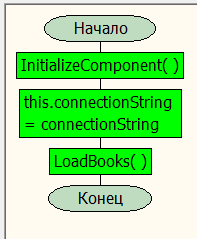 Начало
InitializeComponent( )
this.connectionString
= connectionString
LoadBooks( )
Конец